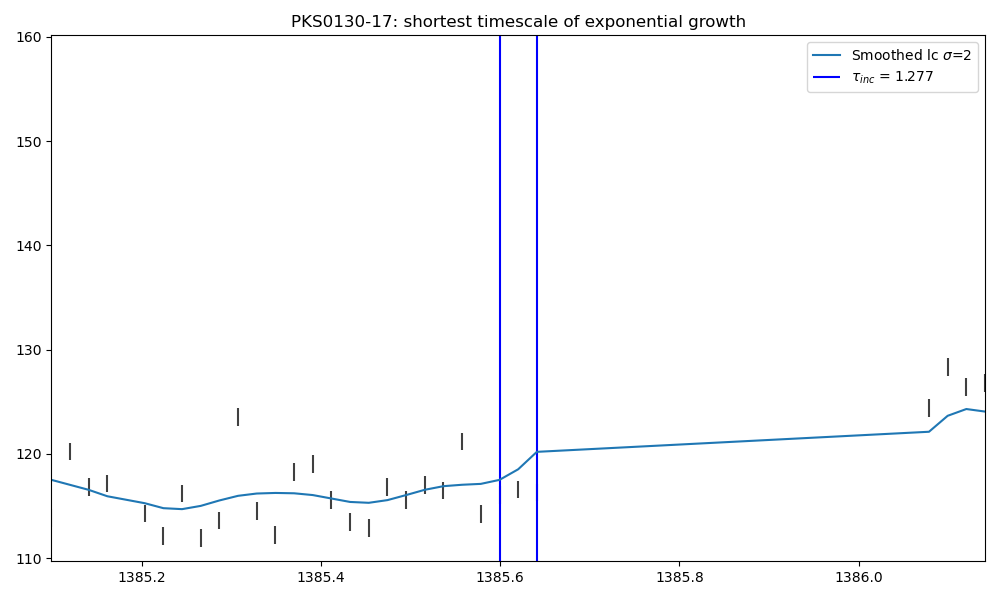 PKS0130-17: shortest timescale of exponential growth
Smoothed lc σ=2
τinc = 1.277
160
150
140
130
120
110
1385.2 1385.4 1385.6 1385.8 1386.0